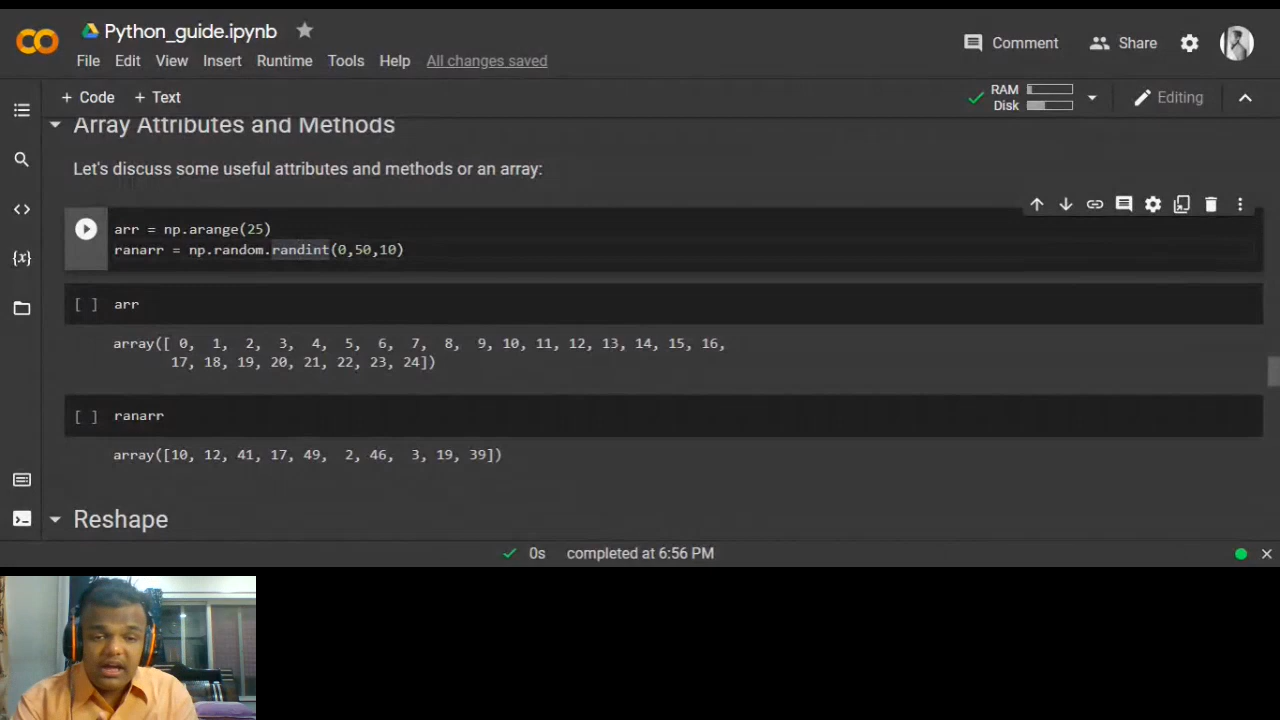 Python_guide.ipynb
File Edit View Insert Runtime Tools Help All changes saved
Comment Share
+ Code + Text
RAM
Disk
Editing
Array Attributes and Methods
Let's discuss some useful attributes and methods or an array:
arr = np.arange(25)
ranarr = np.random.randint(0,50,10)
[ ] arr
array([ 0, 1, 2, 3, 4, 5, 6, 7, 8, 9, 10, 11, 12, 13, 14, 15, 16,
17, 18, 19, 20, 21, 22, 23, 24])
[ ] ranarr
array([10, 12, 41, 17, 49, 2, 46, 3, 19, 39])
Reshape
0s completed at 6:56 PM